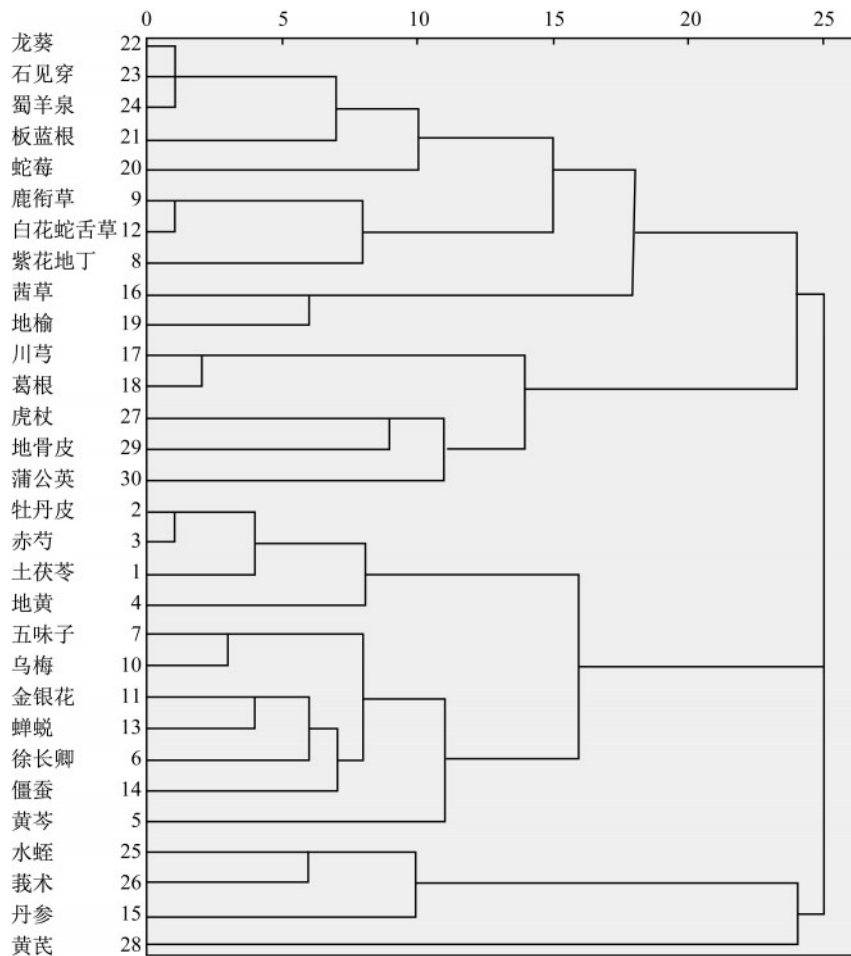 0 5 10 15 20 25
龙葵 22
石见穿 23
蜀羊泉 24
板蓝根 21
蛇莓 20
鹿衔草 9
白花蛇舌草 12
紫花地丁 8
茜草 16
地榆 19
川芎 17
葛根 18
虎杖 27
地骨皮 29
蒲公英 30
牡丹皮 2
赤芍 3
土茯苓 1
地黄 4
五味子 7
乌梅 10
金银花 11
蝉蜕 13
徐长卿 6
僵蚕 14
黄芩 5
水蛭 25
莪术 26
丹参 15
黄芪 28